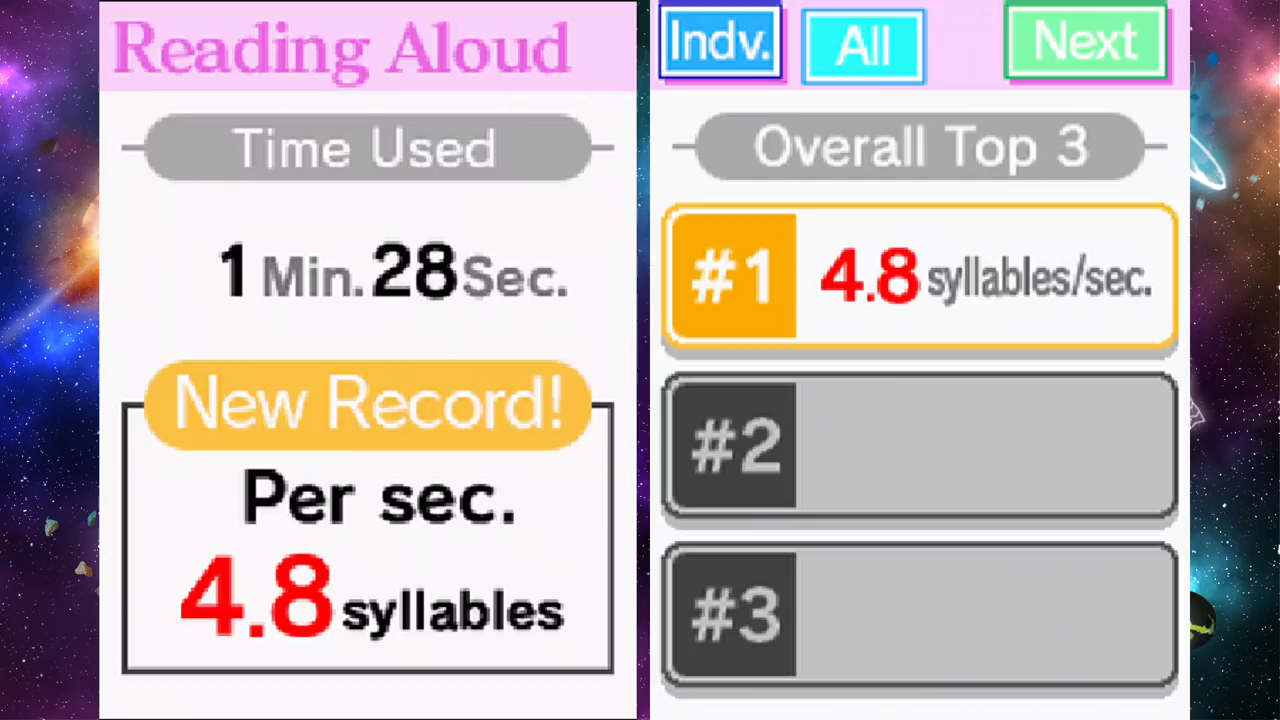 Reading Aloud
Time Used
1 Min. 28 Sec.
New Record!
Per sec.
4.8 syllables
Indv. All Next
Overall Top 3
#1 4.8 syllables/sec.
#2
#3